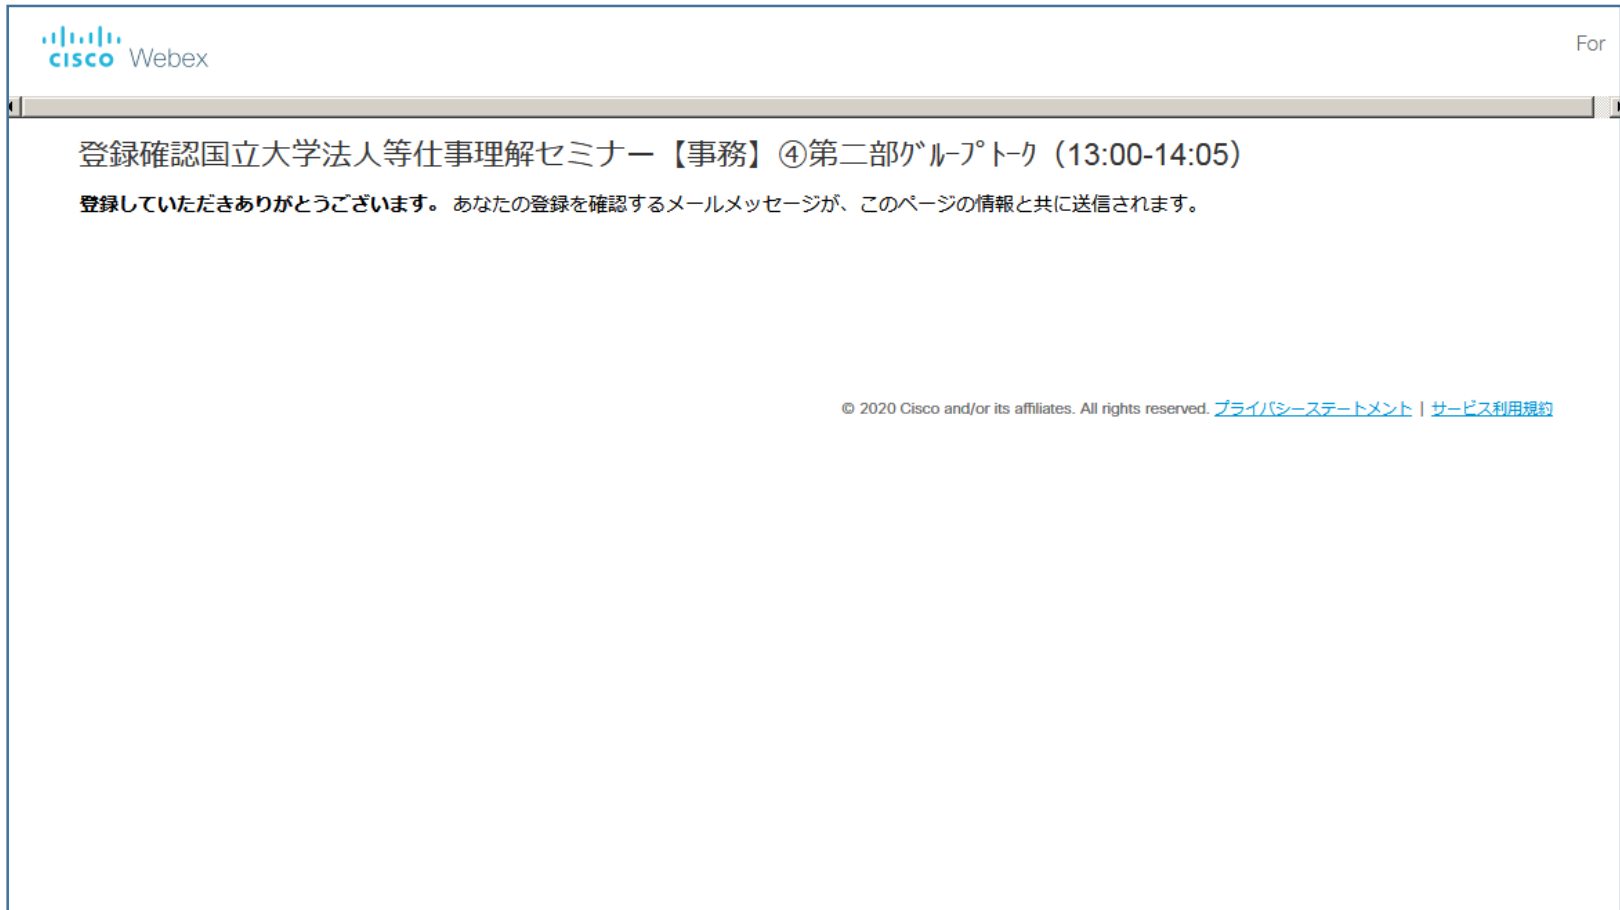 CISCO Webex
For
登録確認国立大学法人等仕事理解セミナー【事務】④第二部ｸﾞﾙｰﾌﾟﾄｰｸ（13:00-14:05）
登録していただきありがとうございます。 あなたの登録を確認するメールメッセージが、このページの情報と共に送信されます。
© 2020 Cisco and/or its affiliates. All rights reserved. プライバシーステートメント | サービス利用規約